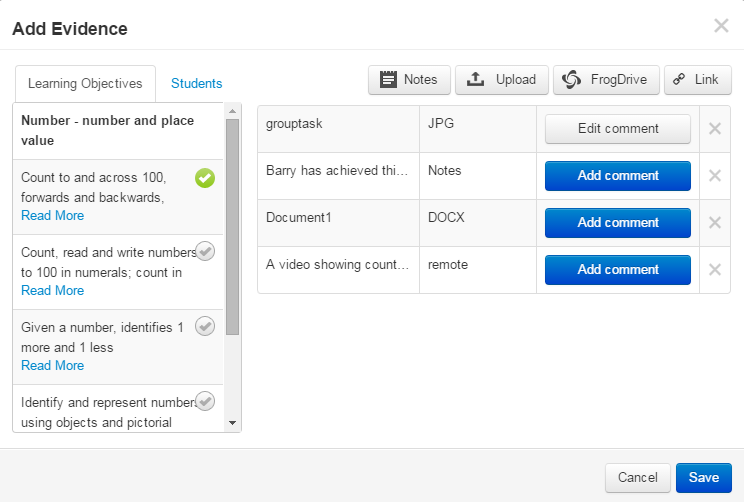 Add Evidence
Learning Objectives
Students
Notes
Upload
FrogDrive
Link
Number - number and place
value
Count to and across 100,
forwards and backwards,
Read More
Count, read and write numbers
to 100 in numerals; count in
Read More
Given a number, identifies 1
more and 1 less
Read More
Identify and represent numbers
using objects and pictorial
grouptask
JPG
Edit comment
Barry has achieved thi...
Notes
Add comment
Document1
DOCX
Add comment
A video showing count...
remote
Add comment
Cancel
Save